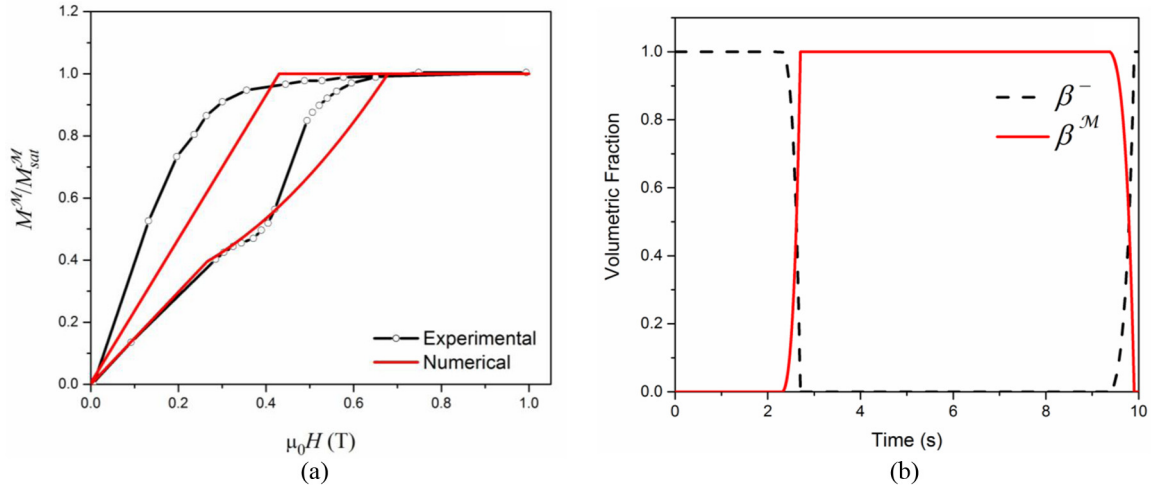 1.2
1.0
0.8
0.6
0.4
0.2
0.0
0.0 0.2 0.4 0.6 0.8 1.0
M^ℳ/M_sat^ℳ
μ₀H (T)
Experimental
Numerical
(a)
1.0
0.8
0.6
0.4
0.2
0.0
0 2 4 6 8 10
Volumetric Fraction
Time (s)
β⁻
β^ℳ
(b)